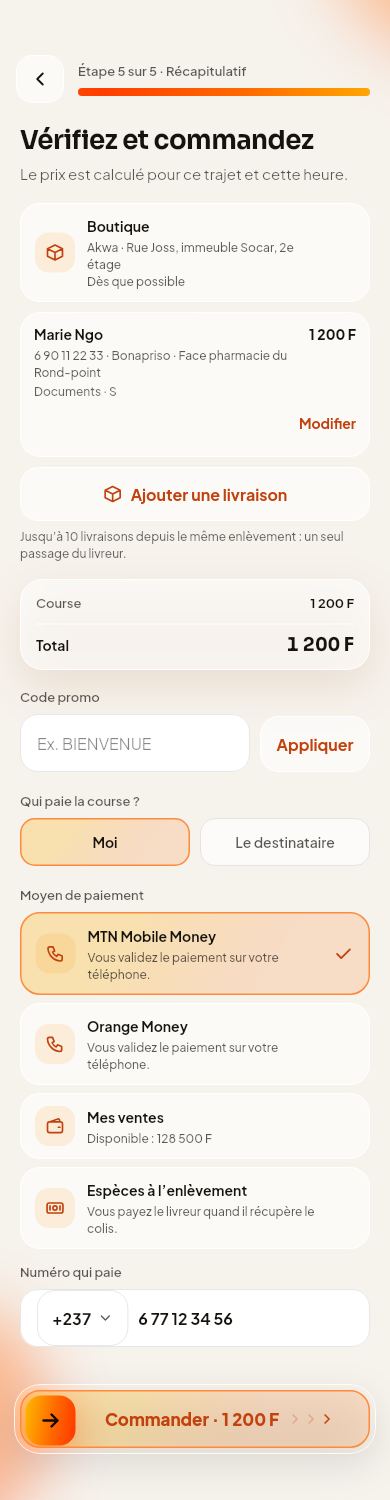 Étape 5 sur 5 · Récapitulatif
Vérifiez et commandez
Le prix est calculé pour ce trajet et cette heure.
Boutique
Akwa · Rue Joss, immeuble Socar, 2e
étage
Dès que possible
Marie Ngo 1 200 F
6 90 11 22 33 · Bonapriso · Face pharmacie du
Rond-point
Documents · S
Modifier
Ajouter une livraison
Jusqu’à 10 livraisons depuis le même enlèvement : un seul
passage du livreur.
Course 1 200 F
Total 1 200 F
Code promo
Ex. BIENVENUE Appliquer
Qui paie la course ?
Moi Le destinataire
Moyen de paiement
MTN Mobile Money
Vous validez le paiement sur votre
téléphone.
Orange Money
Vous validez le paiement sur votre
téléphone.
Mes ventes
Disponible : 128 500 F
Espèces à l’enlèvement
Vous payez le livreur quand il récupère le
colis.
Numéro qui paie
+237 6 77 12 34 56
Commander · 1 200 F